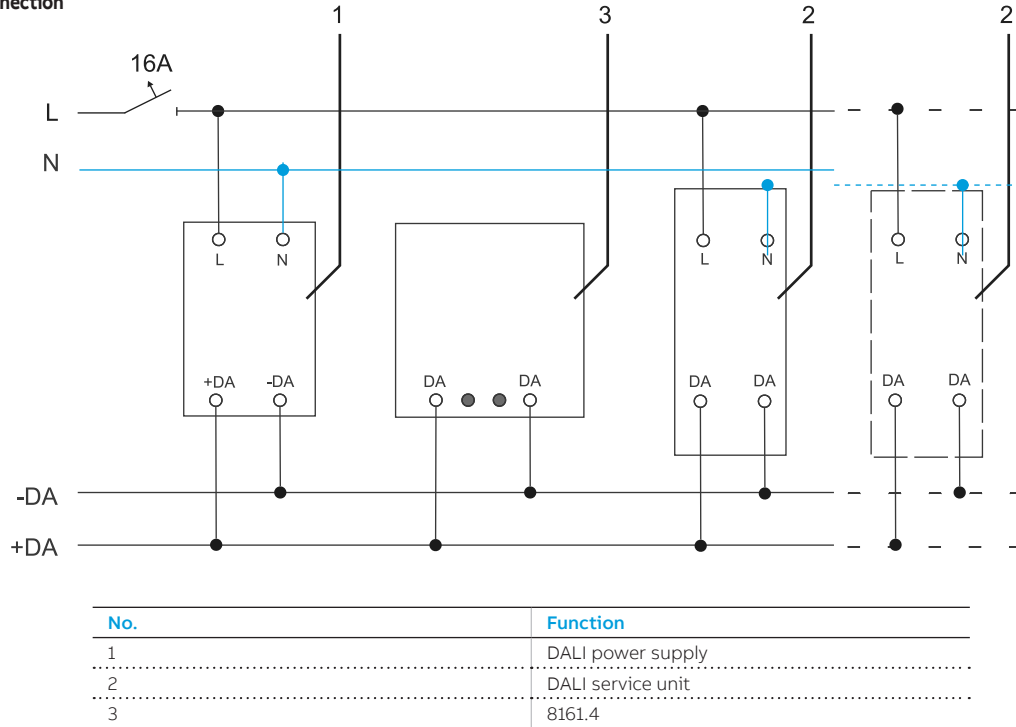 1 3 2 2
16A
L
N
L N L N L N
+DA -DA DA DA DA DA DA DA
-DA
+DA
No. Function
1 DALI power supply
2 DALI service unit
3 8161.4